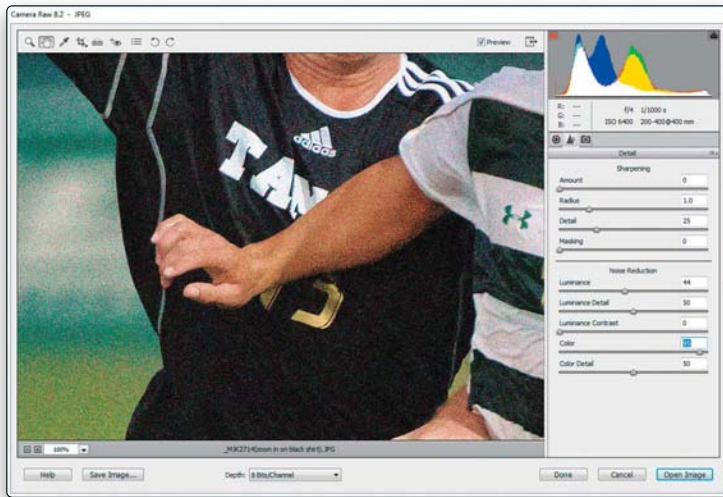 Camera Raw 8.2 - JPEG
Preview
R: ---
G: ---
B: ---
f/4 1/1000 s
ISO 6400 200-400@400 mm
Detail
Sharpening
Amount 0
Radius 1.0
Detail 25
Masking 0
Noise Reduction
Luminance 44
Luminance Detail 50
Luminance Contrast 0
Color
Color Detail 50
adidas
TAM
100%
_MJK2714(zoom in on black shirt).JPG
Help
Save Image...
Depth: 8 Bits/Channel
Done
Cancel
Open Image